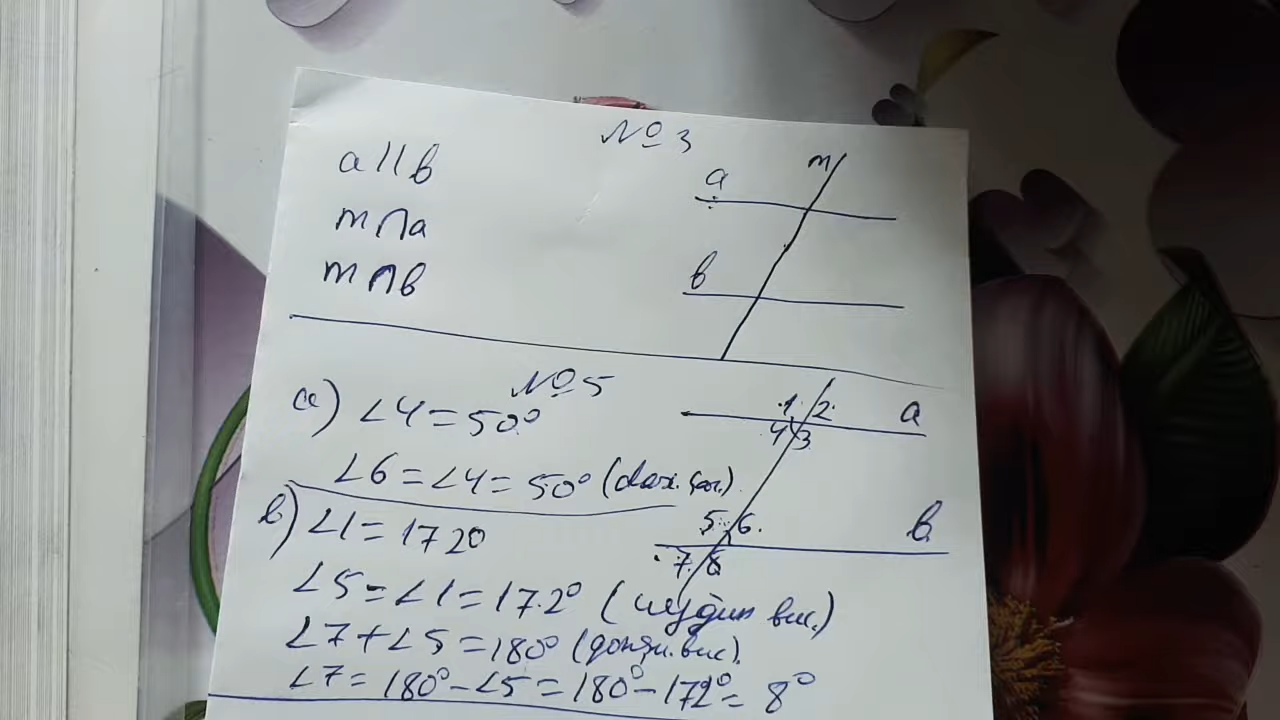 №3
a||b
m∩a
m∩b
a
m
b
№5
a) ∠4=50°
∠6=∠4=50°
b) ∠1=172°
∠5=∠1=172°
∠7+∠5=180°
∠7=180°-∠5=180°-172°=8°
1 2 a
4 3
5 6 b
7 8